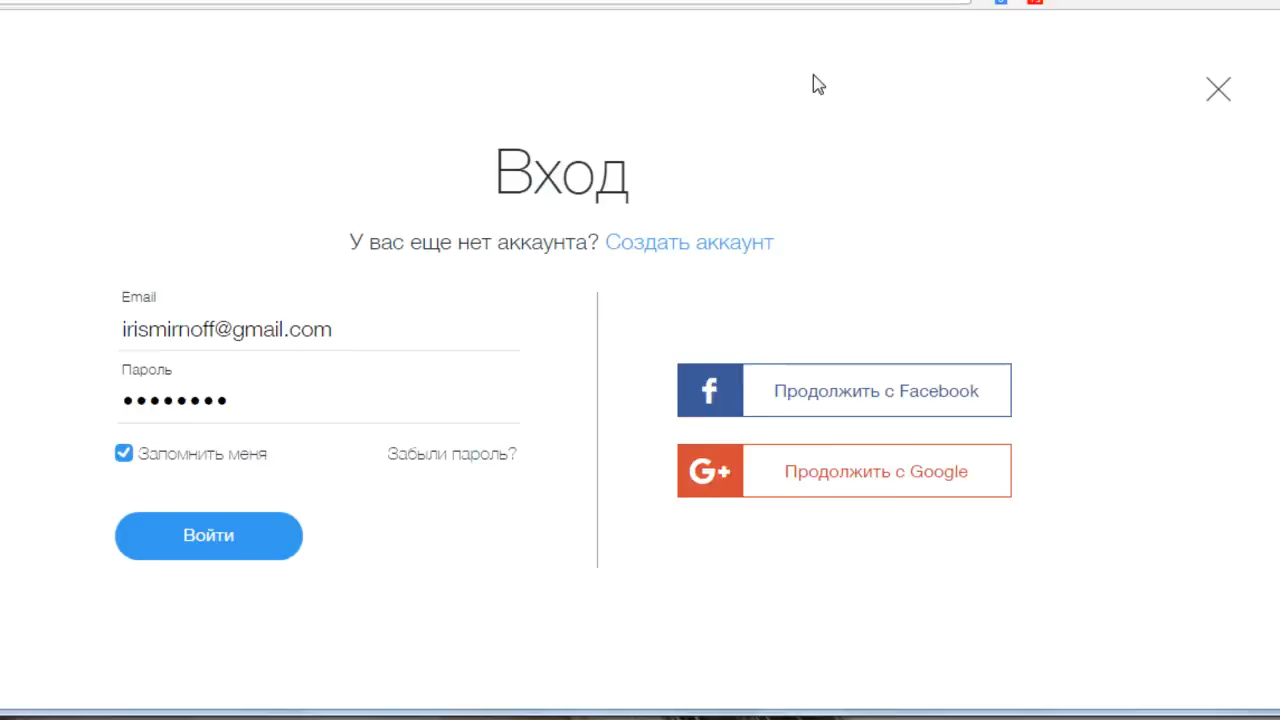 Вход
У вас еще нет аккаунта? Создать аккаунт
Email
irismirnoff@gmail.com
Пароль
••••••••
Запомнить меня
Забыли пароль?
Войти
f Продолжить с Facebook
G+ Продолжить с Google